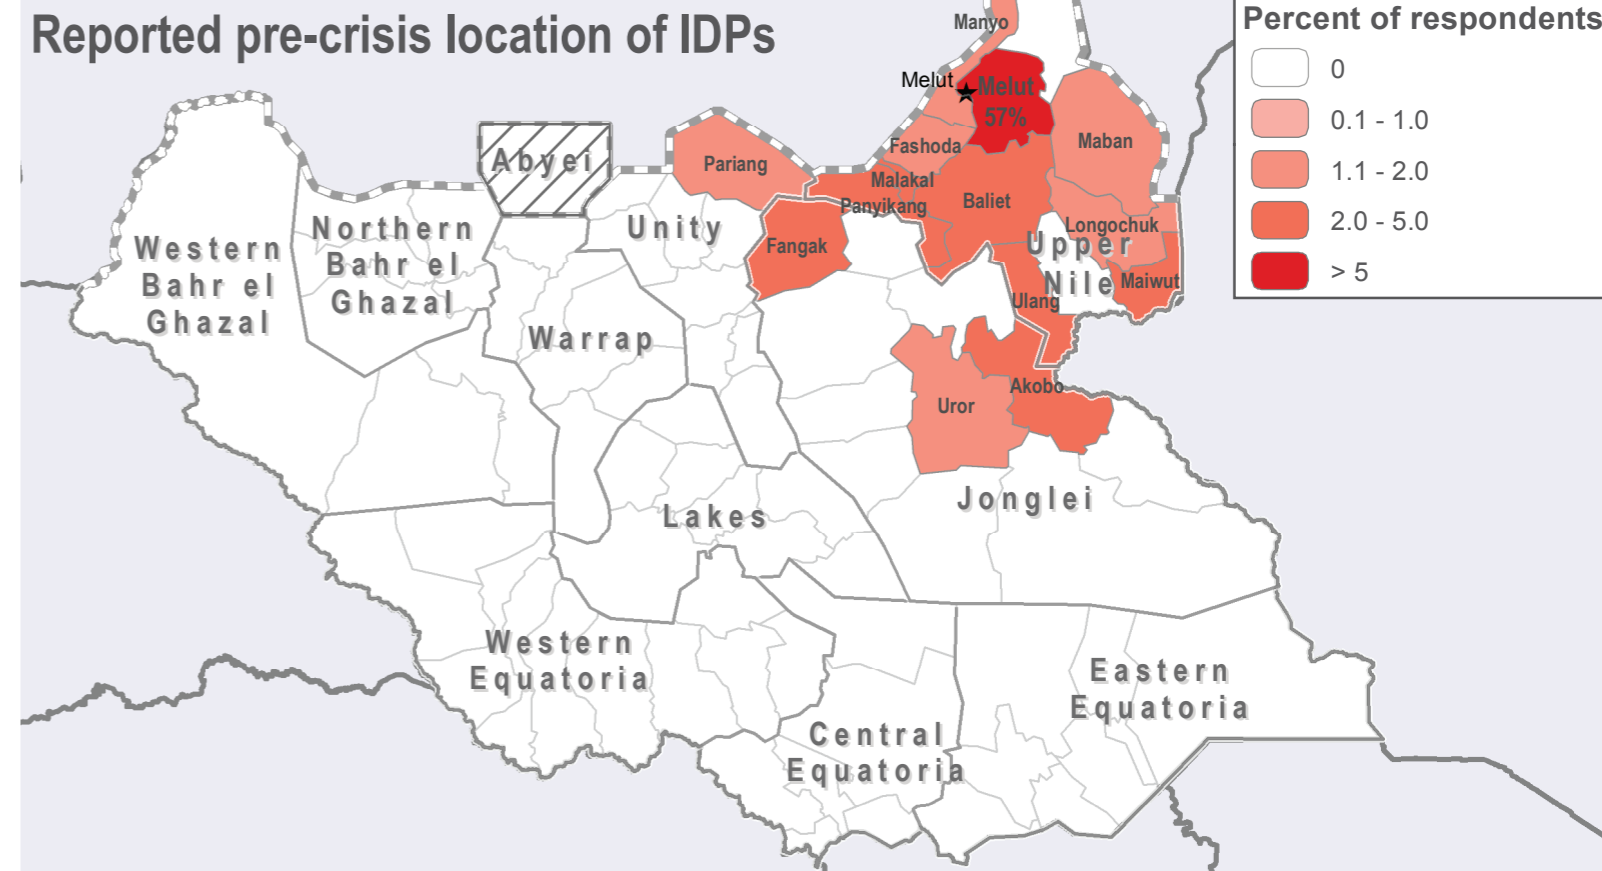 Reported pre-crisis location of IDPs
Percent of respondents
0
0.1 - 1.0
1.1 - 2.0
2.0 - 5.0
> 5
Manyo
Melut
Melut
57%
Maban
Fashoda
Abyei
Pariang
Malakal
Panyikang
Baliet
Longochuk
Fangak
Unity
Upper
Nile
Maiwut
Ulang
Northern
Bahr el
Ghazal
Western
Bahr el
Ghazal
Warrap
Akobo
Uror
Jonglei
Lakes
Western
Equatoria
Eastern
Equatoria
Central
Equatoria